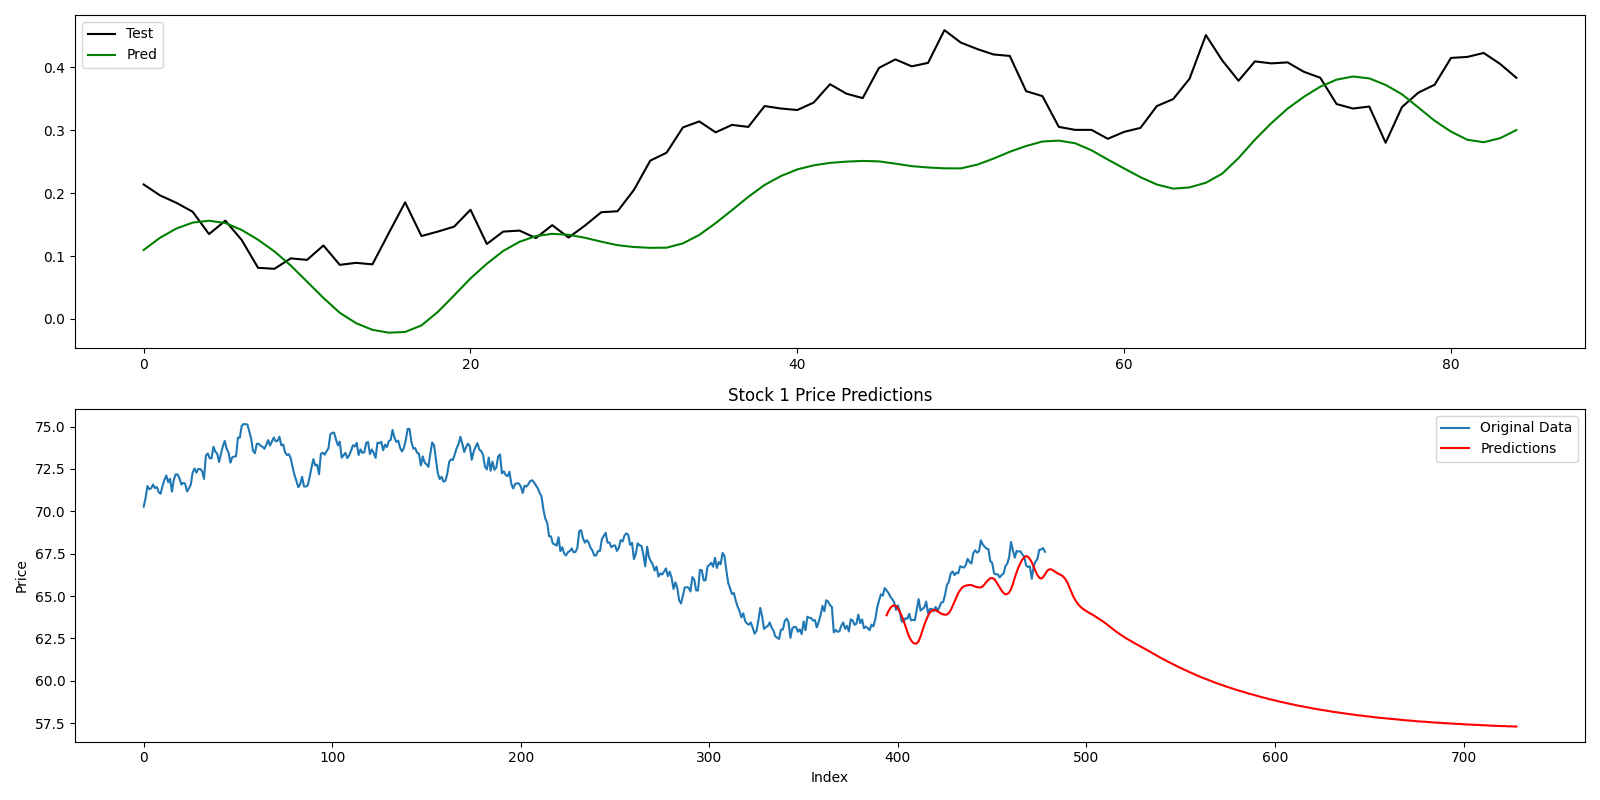 Test
Pred
0.4
0.3
0.2
0.1
0.0
0 20 40 60 80
Stock 1 Price Predictions
Original Data
Predictions
75.0
72.5
70.0
67.5
65.0
62.5
60.0
57.5
Price
0 100 200 300 400 500 600 700
Index